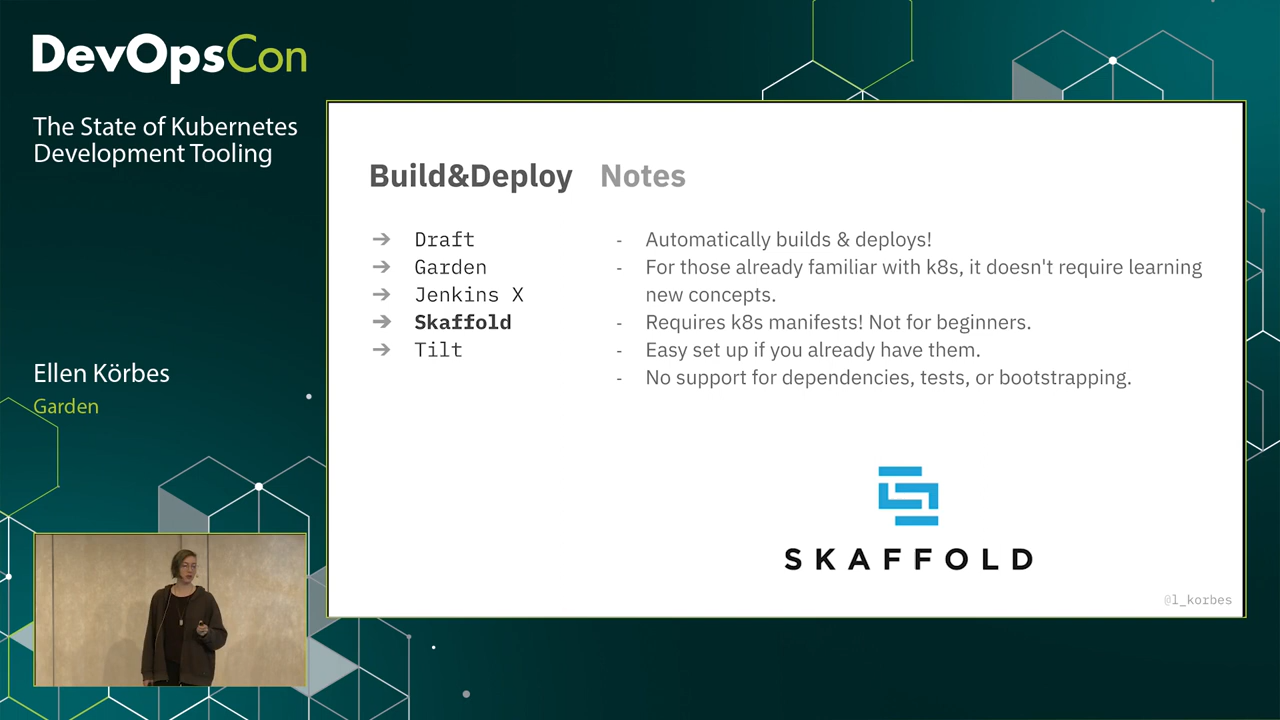 DevOpsCon
The State of Kubernetes
Development Tooling
Ellen Körbes
Garden
Build&Deploy Notes
➔ Draft
➔ Garden
➔ Jenkins X
➔ Skaffold
➔ Tilt
- Automatically builds & deploys!
- For those already familiar with k8s, it doesn't require learning
new concepts.
- Requires k8s manifests! Not for beginners.
- Easy set up if you already have them.
- No support for dependencies, tests, or bootstrapping.
SKAFFOLD
@l_korbes